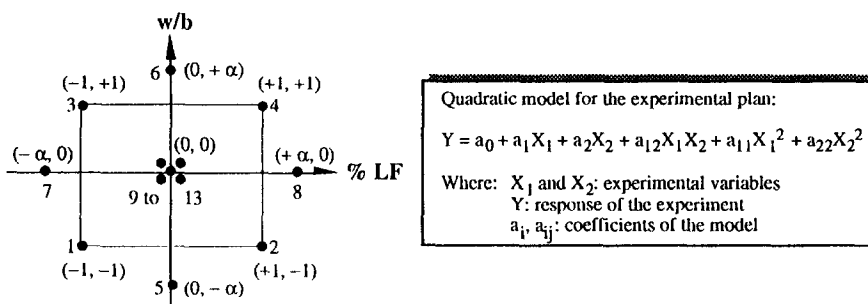 w/b
6 (0, + α)
(-1, +1) (+1, +1)
3 4
(- α, 0) (0, 0) (+ α, 0)
% LF
7 9 to 13 8
1 2
(-1, -1) (+1, -1)
5 (0, - α)
Quadratic model for the experimental plan:
Y = a₀ + a₁X₁ + a₂X₂ + a₁₂X₁X₂ + a₁₁X₁² + a₂₂X₂²
Where: X₁ and X₂: experimental variables
Y: response of the experiment
aᵢ, aᵢⱼ: coefficients of the model